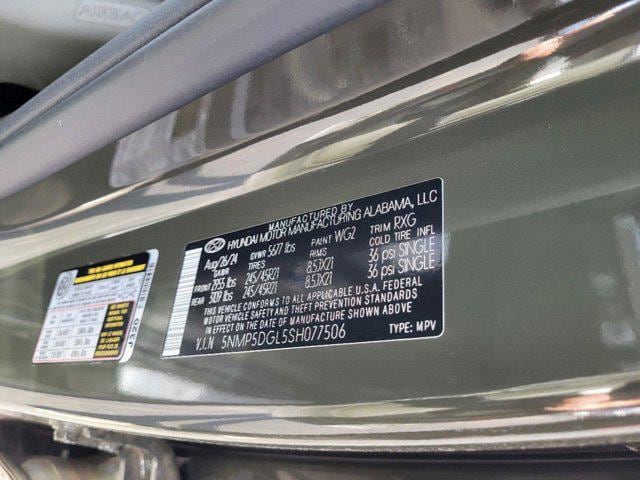 AIRBAG
MANUFACTURED BY
HYUNDAI MOTOR MANUFACTURING ALABAMA, LLC
Aug/06/24 GVWR 5677 lbs PAINT WG2 TRIM RXG
GAWR RIMS COLD TIRE INFL
FRONT 2955 lbs 245/45R21 8.5JX21 36 psi SINGLE
REAR 3109 lbs 245/45R21 8.5JX21 36 psi SINGLE
THIS VEHICLE CONFORMS TO ALL APPLICABLE U.S.A. FEDERAL
MOTOR VEHICLE SAFETY AND THEFT PREVENTION STANDARDS
IN EFFECT ON THE DATE OF MANUFACTURE SHOWN ABOVE.
V.I.N 5NMP5DGL5SH077506 TYPE: MPV
J320